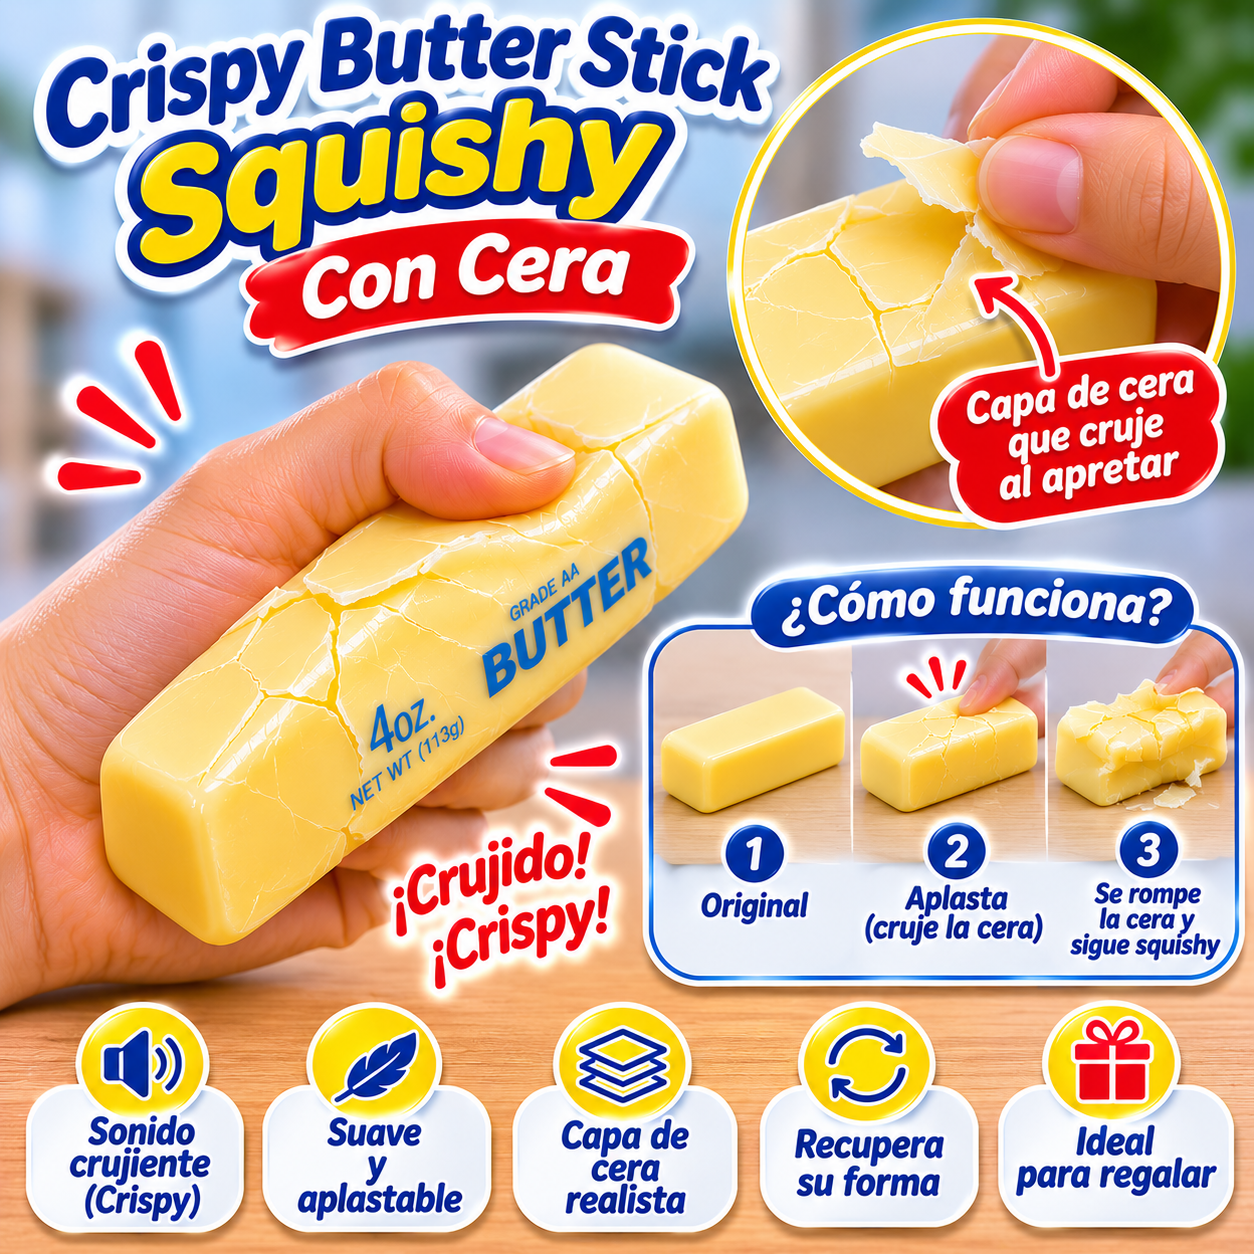 Crispy Butter Stick
Squishy
Con Cera
Capa de cera
que cruje
al apretar
GRADE AA
BUTTER
4oz.
NET WT (113g)
¡Crujido!
¡Crispy!
¿Cómo funciona?
1
Original
2
Aplasta
(cruje la cera)
3
Se rompe
la cera y
sigue squishy
Sonido
crujiente
(Crispy)
Suave
y
aplastable
Capa de
cera
realista
Recupera
su forma
Ideal
para regalar